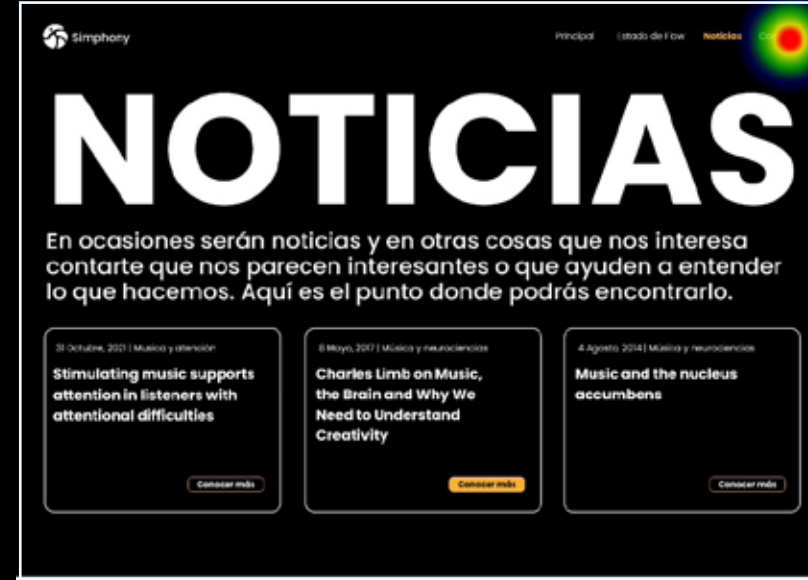 Simphony
Principal Estado de Flow Noticias
NOTICIAS
En ocasiones serán noticias y en otras cosas que nos interesa
contarte que nos parecen interesantes o que ayuden a entender
lo que hacemos. Aquí es el punto donde podrás encontrarlo.
31 Octubre, 2021 | Musica y atención
Stimulating music supports
attention in listeners with
attentional difficulties
Conocer más
8 Mayo, 2017 | Música y neurociencias
Charles Limb on Music,
the Brain and Why We
Need to Understand
Creativity
Conocer más
4 Agosto, 2014 | Música y neurociencias
Music and the nucleus
accumbens
Conocer más